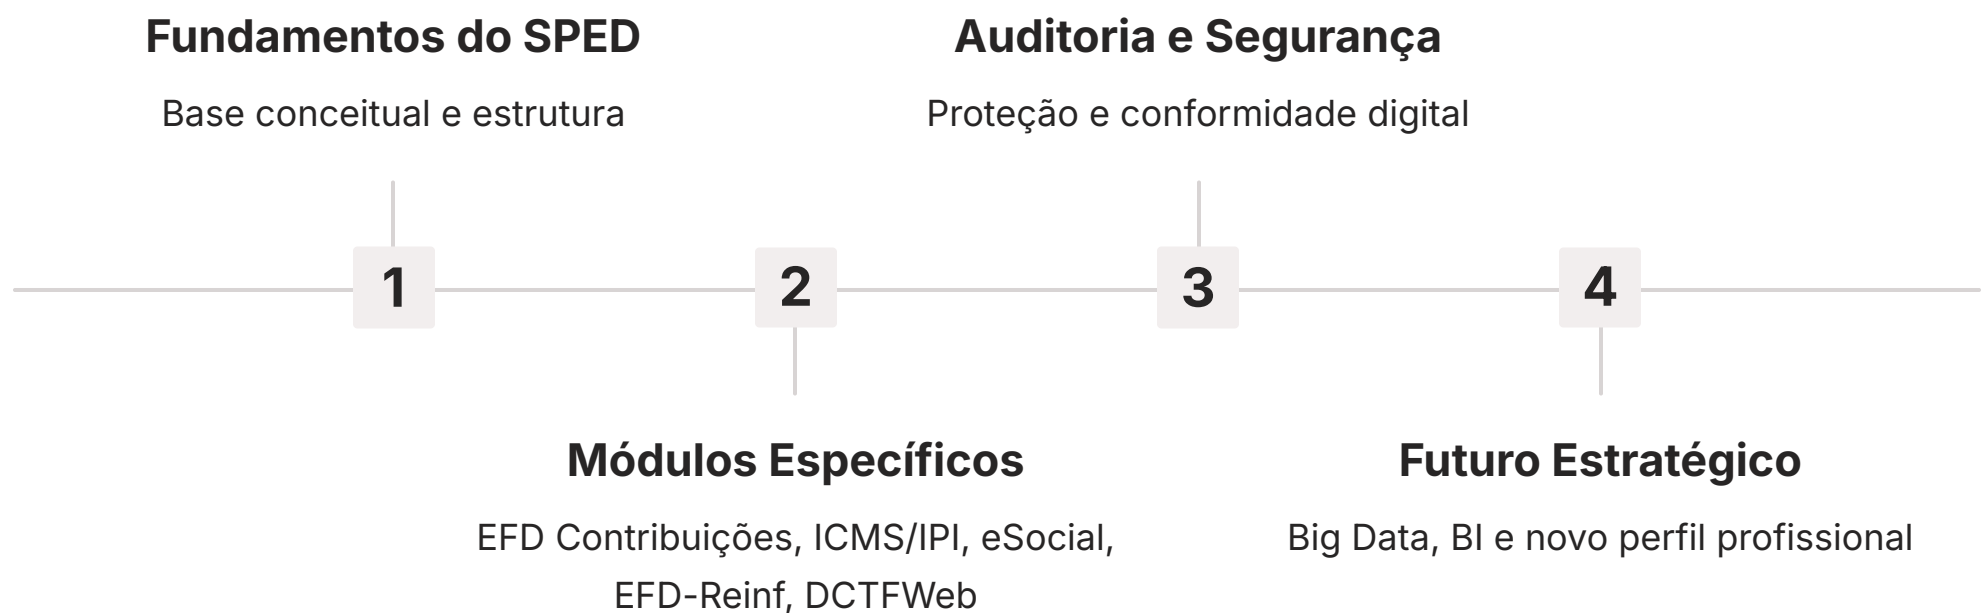 Fundamentos do SPED
Base conceitual e estrutura
Auditoria e Segurança
Proteção e conformidade digital
1
2
3
4
Módulos Específicos
EFD Contribuições, ICMS/IPI, eSocial,
EFD-Reinf, DCTFWeb
Futuro Estratégico
Big Data, BI e novo perfil profissional